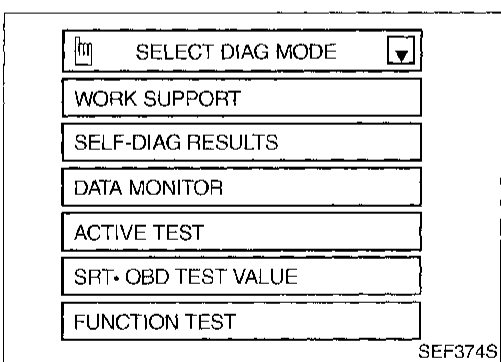 SELECT DIAG MODE
WORK SUPPORT
SELF-DIAG RESULTS
DATA MONITOR
ACTIVE TEST
SRT• OBD TEST VALUE
FUNCTION TEST
SEF374S